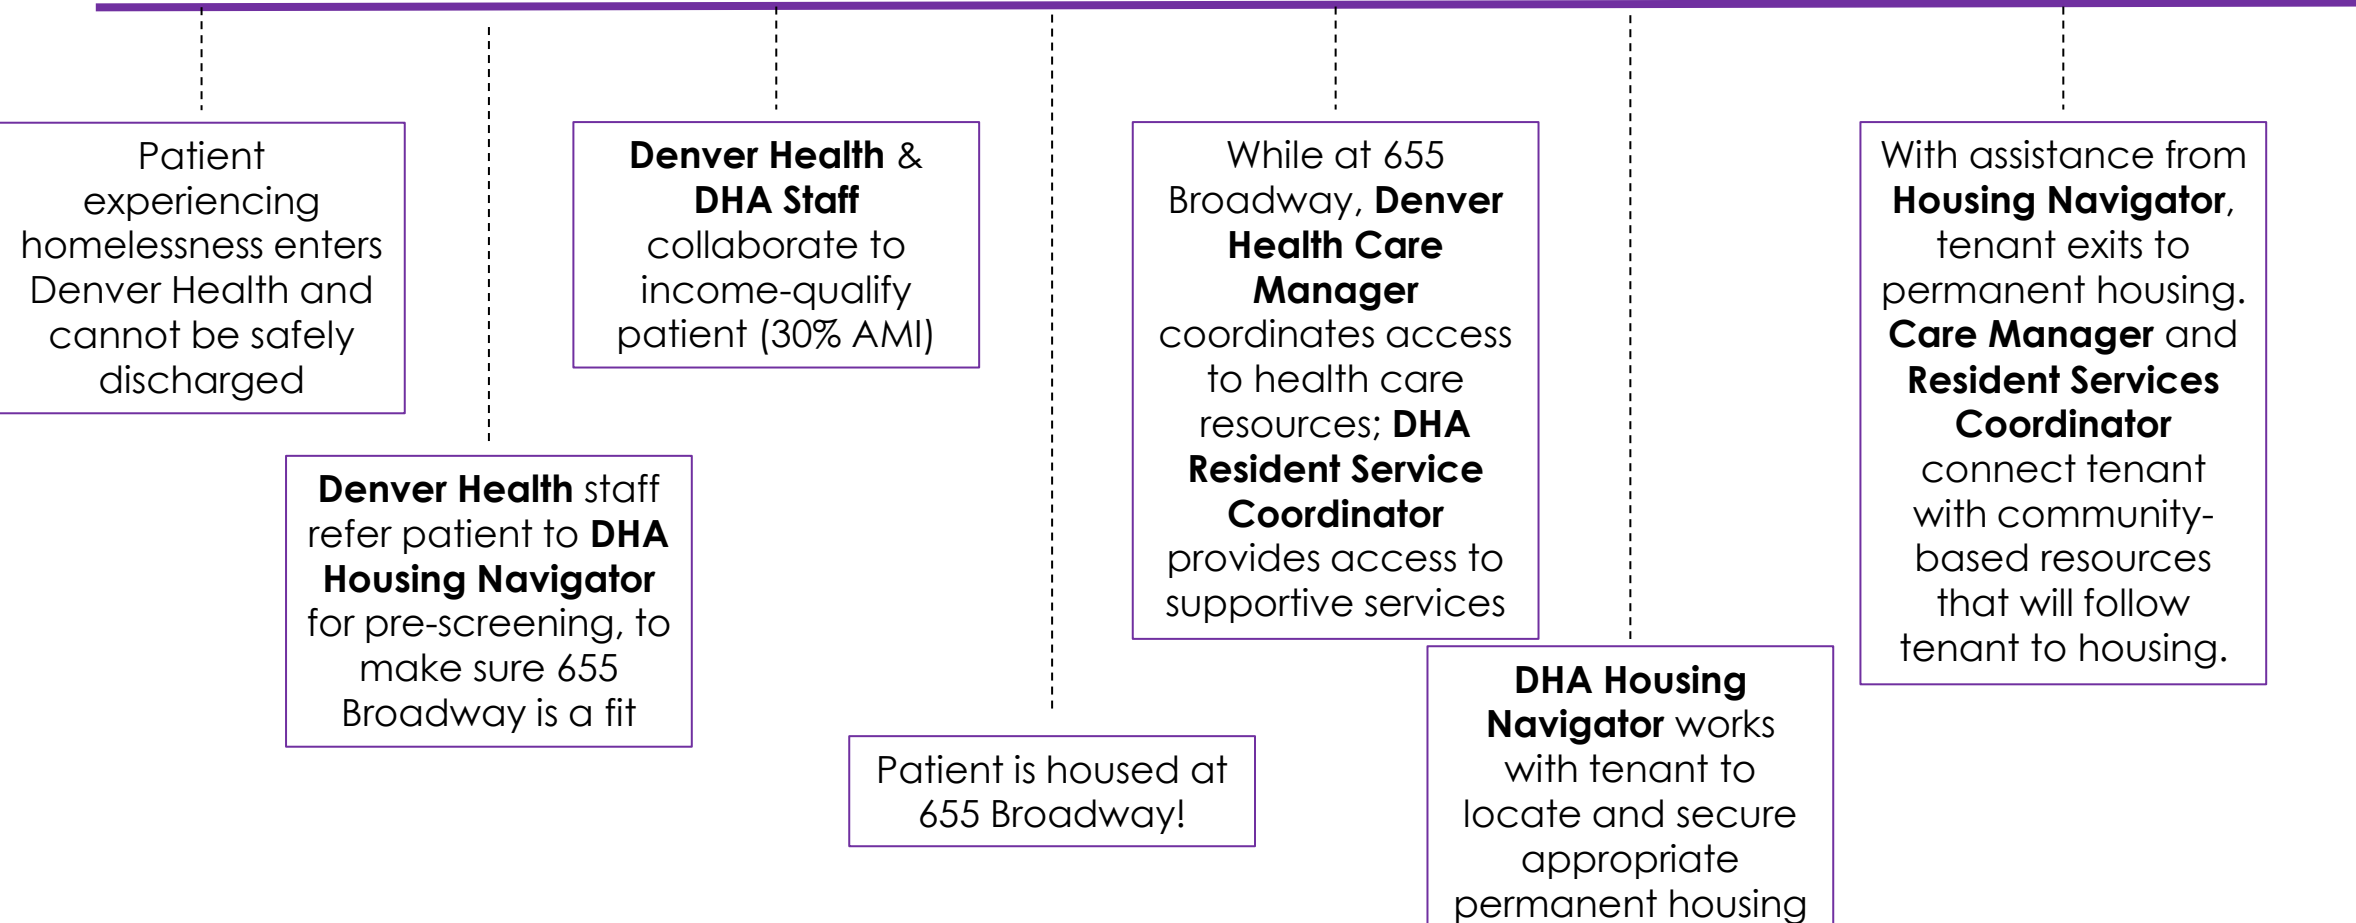 Patient
experiencing
homelessness enters
Denver Health and
cannot be safely
discharged
Denver Health staff
refer patient to DHA
Housing Navigator
for pre-screening, to
make sure 655
Broadway is a fit
Denver Health &
DHA Staff
collaborate to
income-qualify
patient (30% AMI)
Patient is housed at
655 Broadway!
While at 655
Broadway, Denver
Health Care
Manager
coordinates access
to health care
resources; DHA
Resident Service
Coordinator
provides access to
supportive services
DHA Housing
Navigator works
with tenant to
locate and secure
appropriate
permanent housing
With assistance from
Housing Navigator,
tenant exits to
permanent housing.
Care Manager and
Resident Services
Coordinator
connect tenant
with community-
based resources
that will follow
tenant to housing.